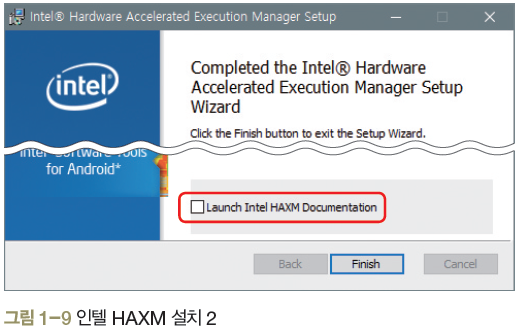 Intel® Hardware Accelerated Execution Manager Setup
intel
Completed the Intel® Hardware
Accelerated Execution Manager Setup
Wizard
Click the Finish button to exit the Setup Wizard.
Intel® Software Tools
for Android*
Launch Intel HAXM Documentation
Back
Finish
Cancel
그림 1-9 인텔 HAXM 설치 2